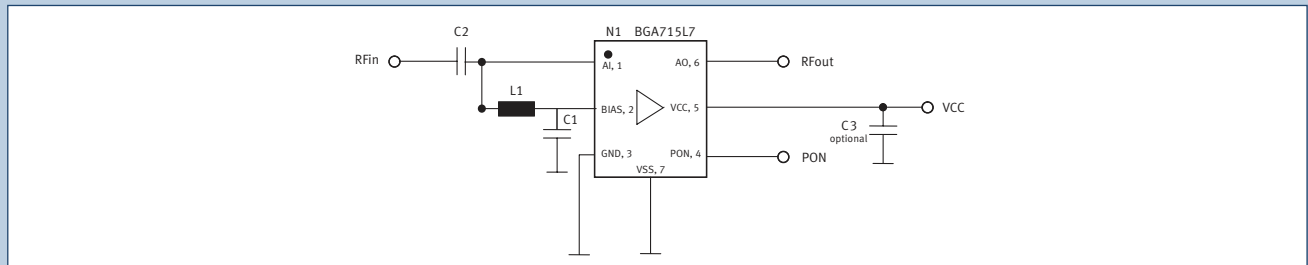 C2
N1 BGA715L7
RFin
AI, 1
AO, 6
RFout
L1
BIAS, 2
VCC, 5
VCC
C1
C3
optional
GND, 3
PON, 4
PON
VSS, 7